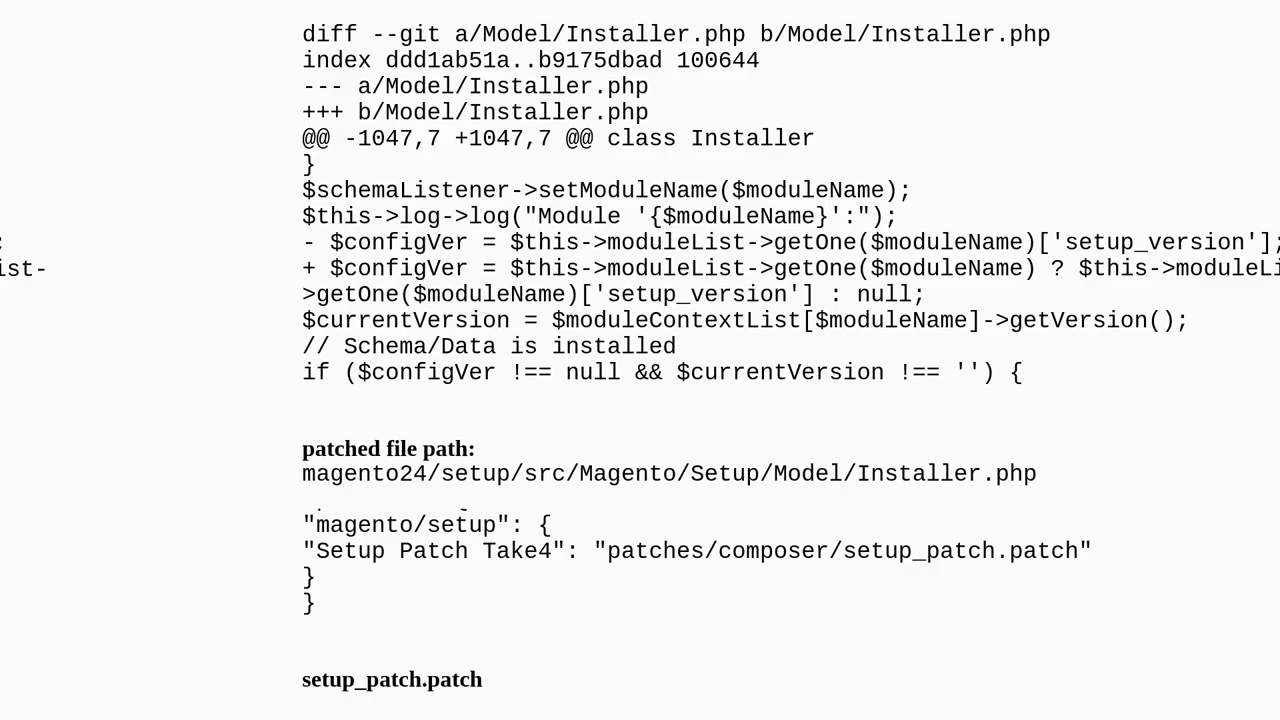 diff --git a/Model/Installer.php b/Model/Installer.php
index ddd1ab51a..b9175dbad 100644
--- a/Model/Installer.php
+++ b/Model/Installer.php
@@ -1047,7 +1047,7 @@ class Installer
}
$schemaListener->setModuleName($moduleName);
$this->log->log("Module '{$moduleName}':");
- $configVer = $this->moduleList->getOne($moduleName)['setup_version'];
+ $configVer = $this->moduleList->getOne($moduleName) ? $this->moduleLi
ist-
>getOne($moduleName)['setup_version'] : null;
$currentVersion = $moduleContextList[$moduleName]->getVersion();
// Schema/Data is installed
if ($configVer !== null && $currentVersion !== '') {
patched file path:
magento24/setup/src/Magento/Setup/Model/Installer.php
"magento/setup": {
"Setup Patch Take4": "patches/composer/setup_patch.patch"
}
}
setup_patch.patch